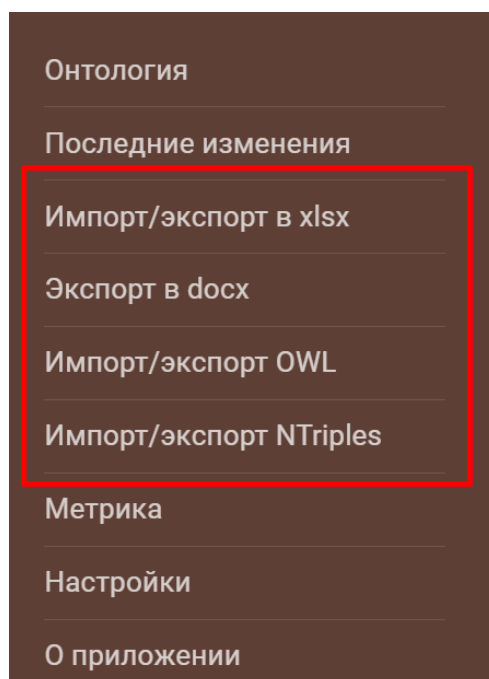 Онтология
Последние изменения
Импорт/экспорт в xlsx
Экспорт в docx
Импорт/экспорт OWL
Импорт/экспорт NTriples
Метрика
Настройки
О приложении